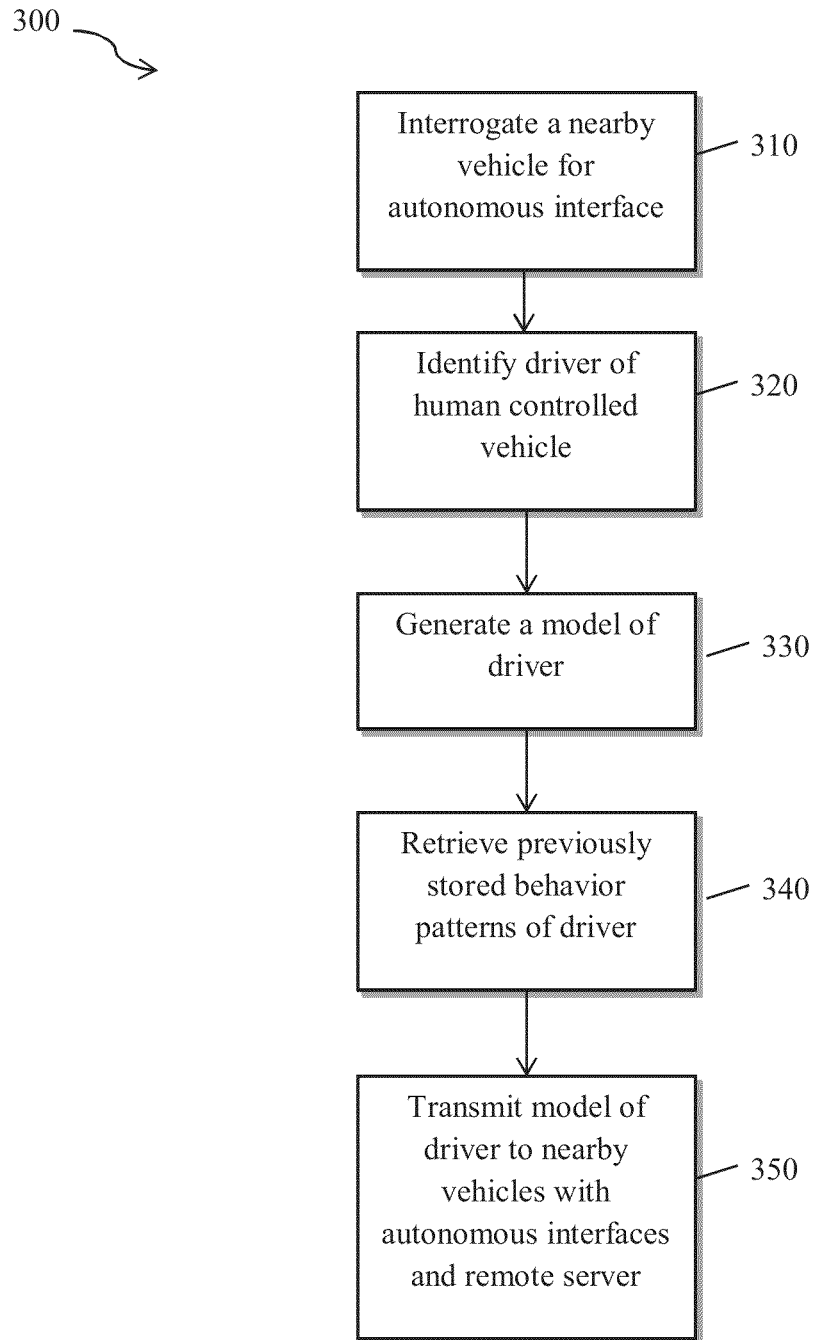 300
Interrogate a nearby
vehicle for
autonomous interface
310
Identify driver of
human controlled
vehicle
320
Generate a model of
driver
330
Retrieve previously
stored behavior
patterns of driver
340
Transmit model of
driver to nearby
vehicles with
autonomous interfaces
and remote server
350